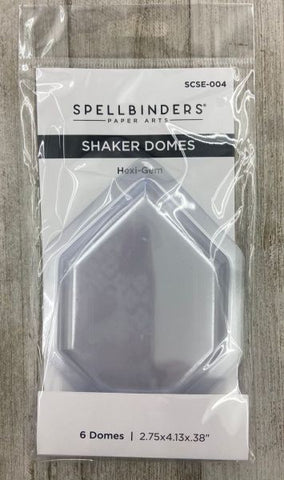 SCSE-004
SPELLBINDERS®
PAPER ARTS
SHAKER DOMES
Hexi-Gem
6 Domes | 2.75x4.13x.38"